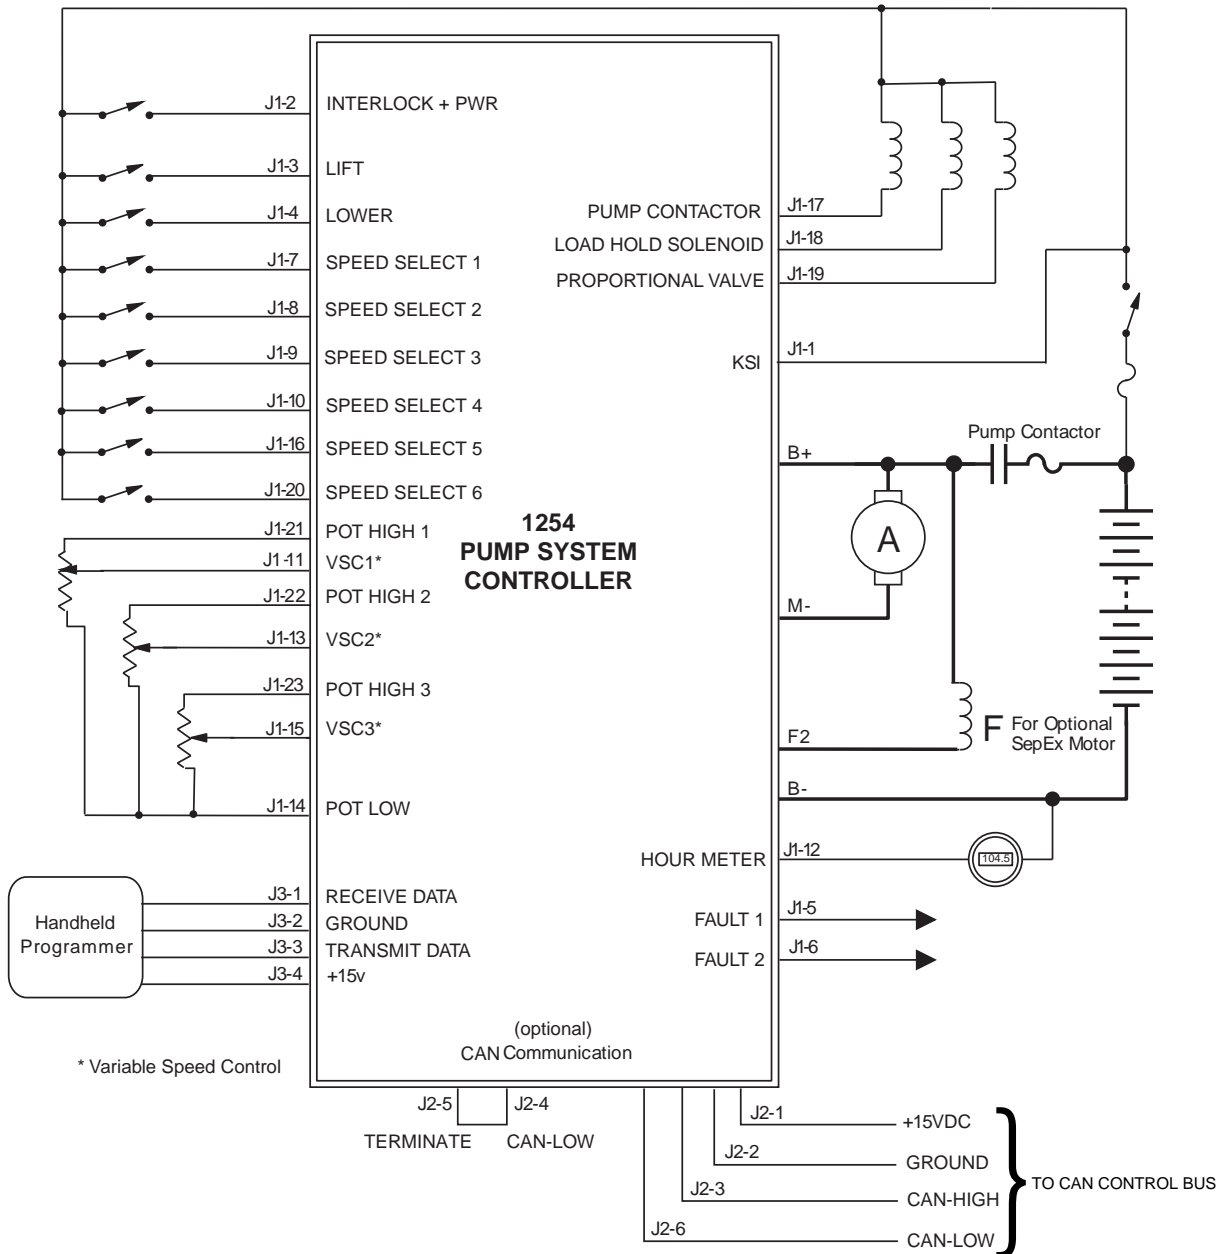 J1-2 INTERLOCK + PWR
J1-3 LIFT
J1-4 LOWER
J1-7 SPEED SELECT 1
J1-8 SPEED SELECT 2
J1-9 SPEED SELECT 3
J1-10 SPEED SELECT 4
J1-16 SPEED SELECT 5
J1-20 SPEED SELECT 6
J1-21 POT HIGH 1
J1-11 VSC1*
J1-22 POT HIGH 2
J1-13 VSC2*
J1-23 POT HIGH 3
J1-15 VSC3*
J1-14 POT LOW
J3-1 RECEIVE DATA
J3-2 GROUND
J3-3 TRANSMIT DATA
J3-4 +15v
Handheld
Programmer
* Variable Speed Control
1254
PUMP SYSTEM
CONTROLLER
PUMP CONTACTOR J1-17
LOAD HOLD SOLENOID J1-18
PROPORTIONAL VALVE J1-19
KSI J1-1
Pump Contactor
B+
A
M-
F For Optional
SepEx Motor
F2
B-
HOUR METER J1-12
104.5
FAULT 1 J1-5
FAULT 2 J1-6
(optional)
CAN Communication
J2-5 J2-4
TERMINATE CAN-LOW
J2-1 +15VDC
J2-2 GROUND
J2-3 CAN-HIGH
J2-6 CAN-LOW
TO CAN CONTROL BUS